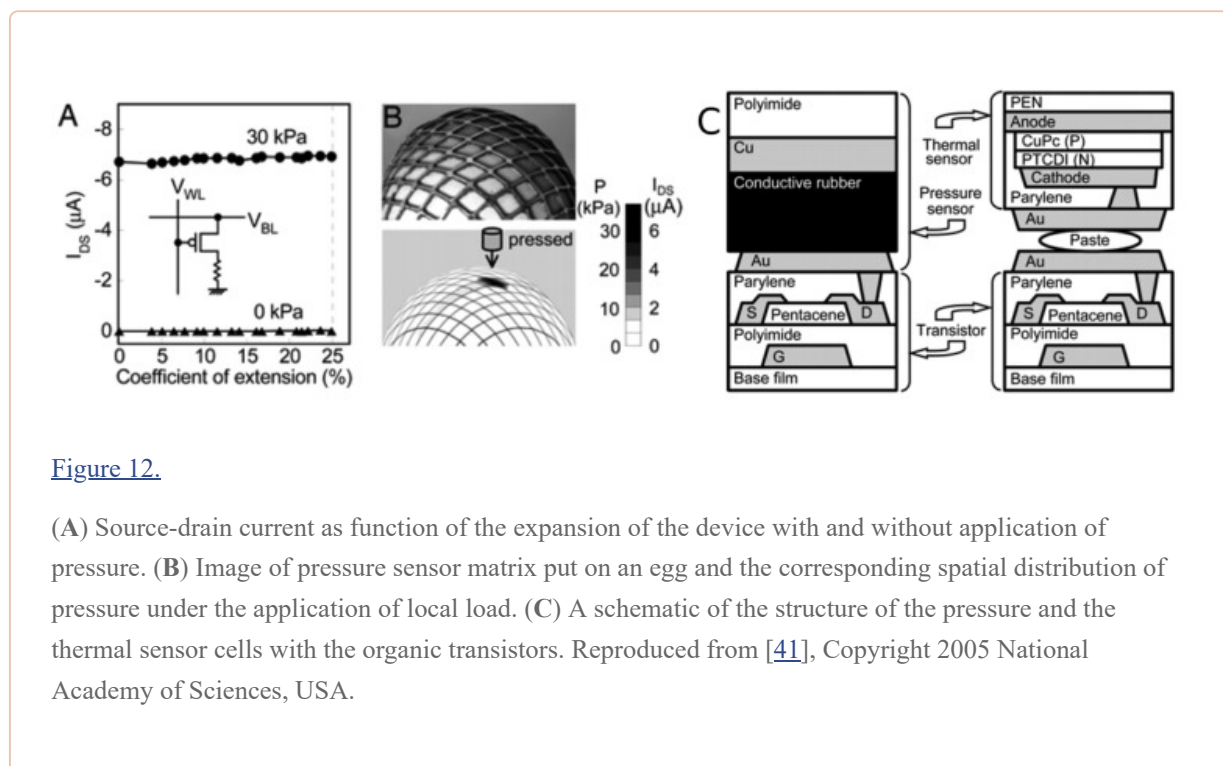 A
-8
-6
-4
-2
0
I_DS (μA)
30 kPa
V_WL
V_BL
0 kPa
0 5 10 15 20 25
Coefficient of extension (%)
B
pressed
P I_DS
(kPa) (μA)
30 6
20 4
10 2
0 0
C
Polyimide
Cu
Conductive rubber
Au
Parylene
S Pentacene D
Polyimide
G
Base film
Thermal
sensor
Pressure
sensor
Transistor
PEN
Anode
CuPc (P)
PTCDI (N)
Cathode
Parylene
Au
Paste
Au
Parylene
S Pentacene D
Polyimide
G
Base film
Figure 12.
(A) Source-drain current as function of the expansion of the device with and without application of
pressure. (B) Image of pressure sensor matrix put on an egg and the corresponding spatial distribution of
pressure under the application of local load. (C) A schematic of the structure of the pressure and the
thermal sensor cells with the organic transistors. Reproduced from [41], Copyright 2005 National
Academy of Sciences, USA.